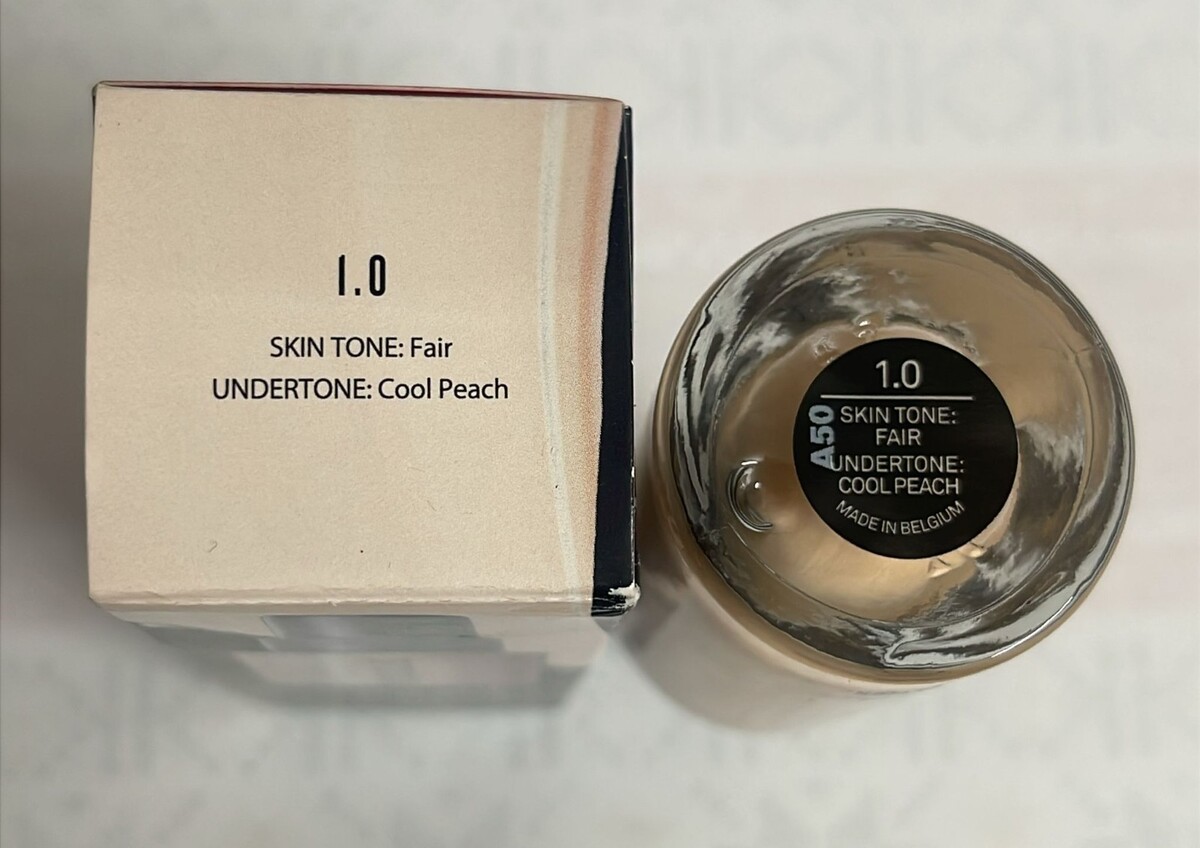 1.0
SKIN TONE: Fair
UNDERTONE: Cool Peach
1.0
SKIN TONE:
FAIR
UNDERTONE:
COOL PEACH
MADE IN BELGIUM
A50